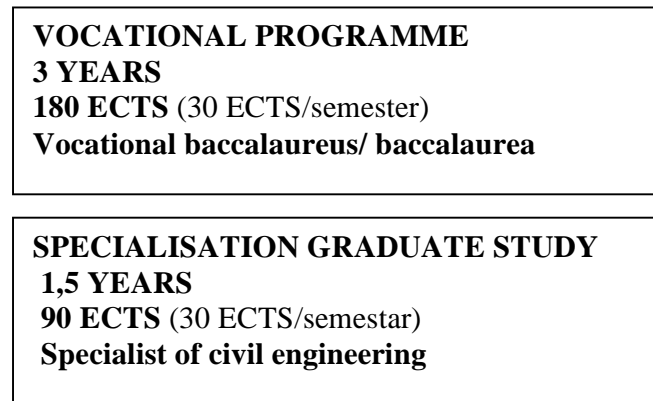 VOCATIONAL PROGRAMME
3 YEARS
180 ECTS (30 ECTS/semester)
Vocational baccalaureus/ baccalaurea
SPECIALISATION GRADUATE STUDY
1,5 YEARS
90 ECTS (30 ECTS/semestar)
Specialist of civil engineering